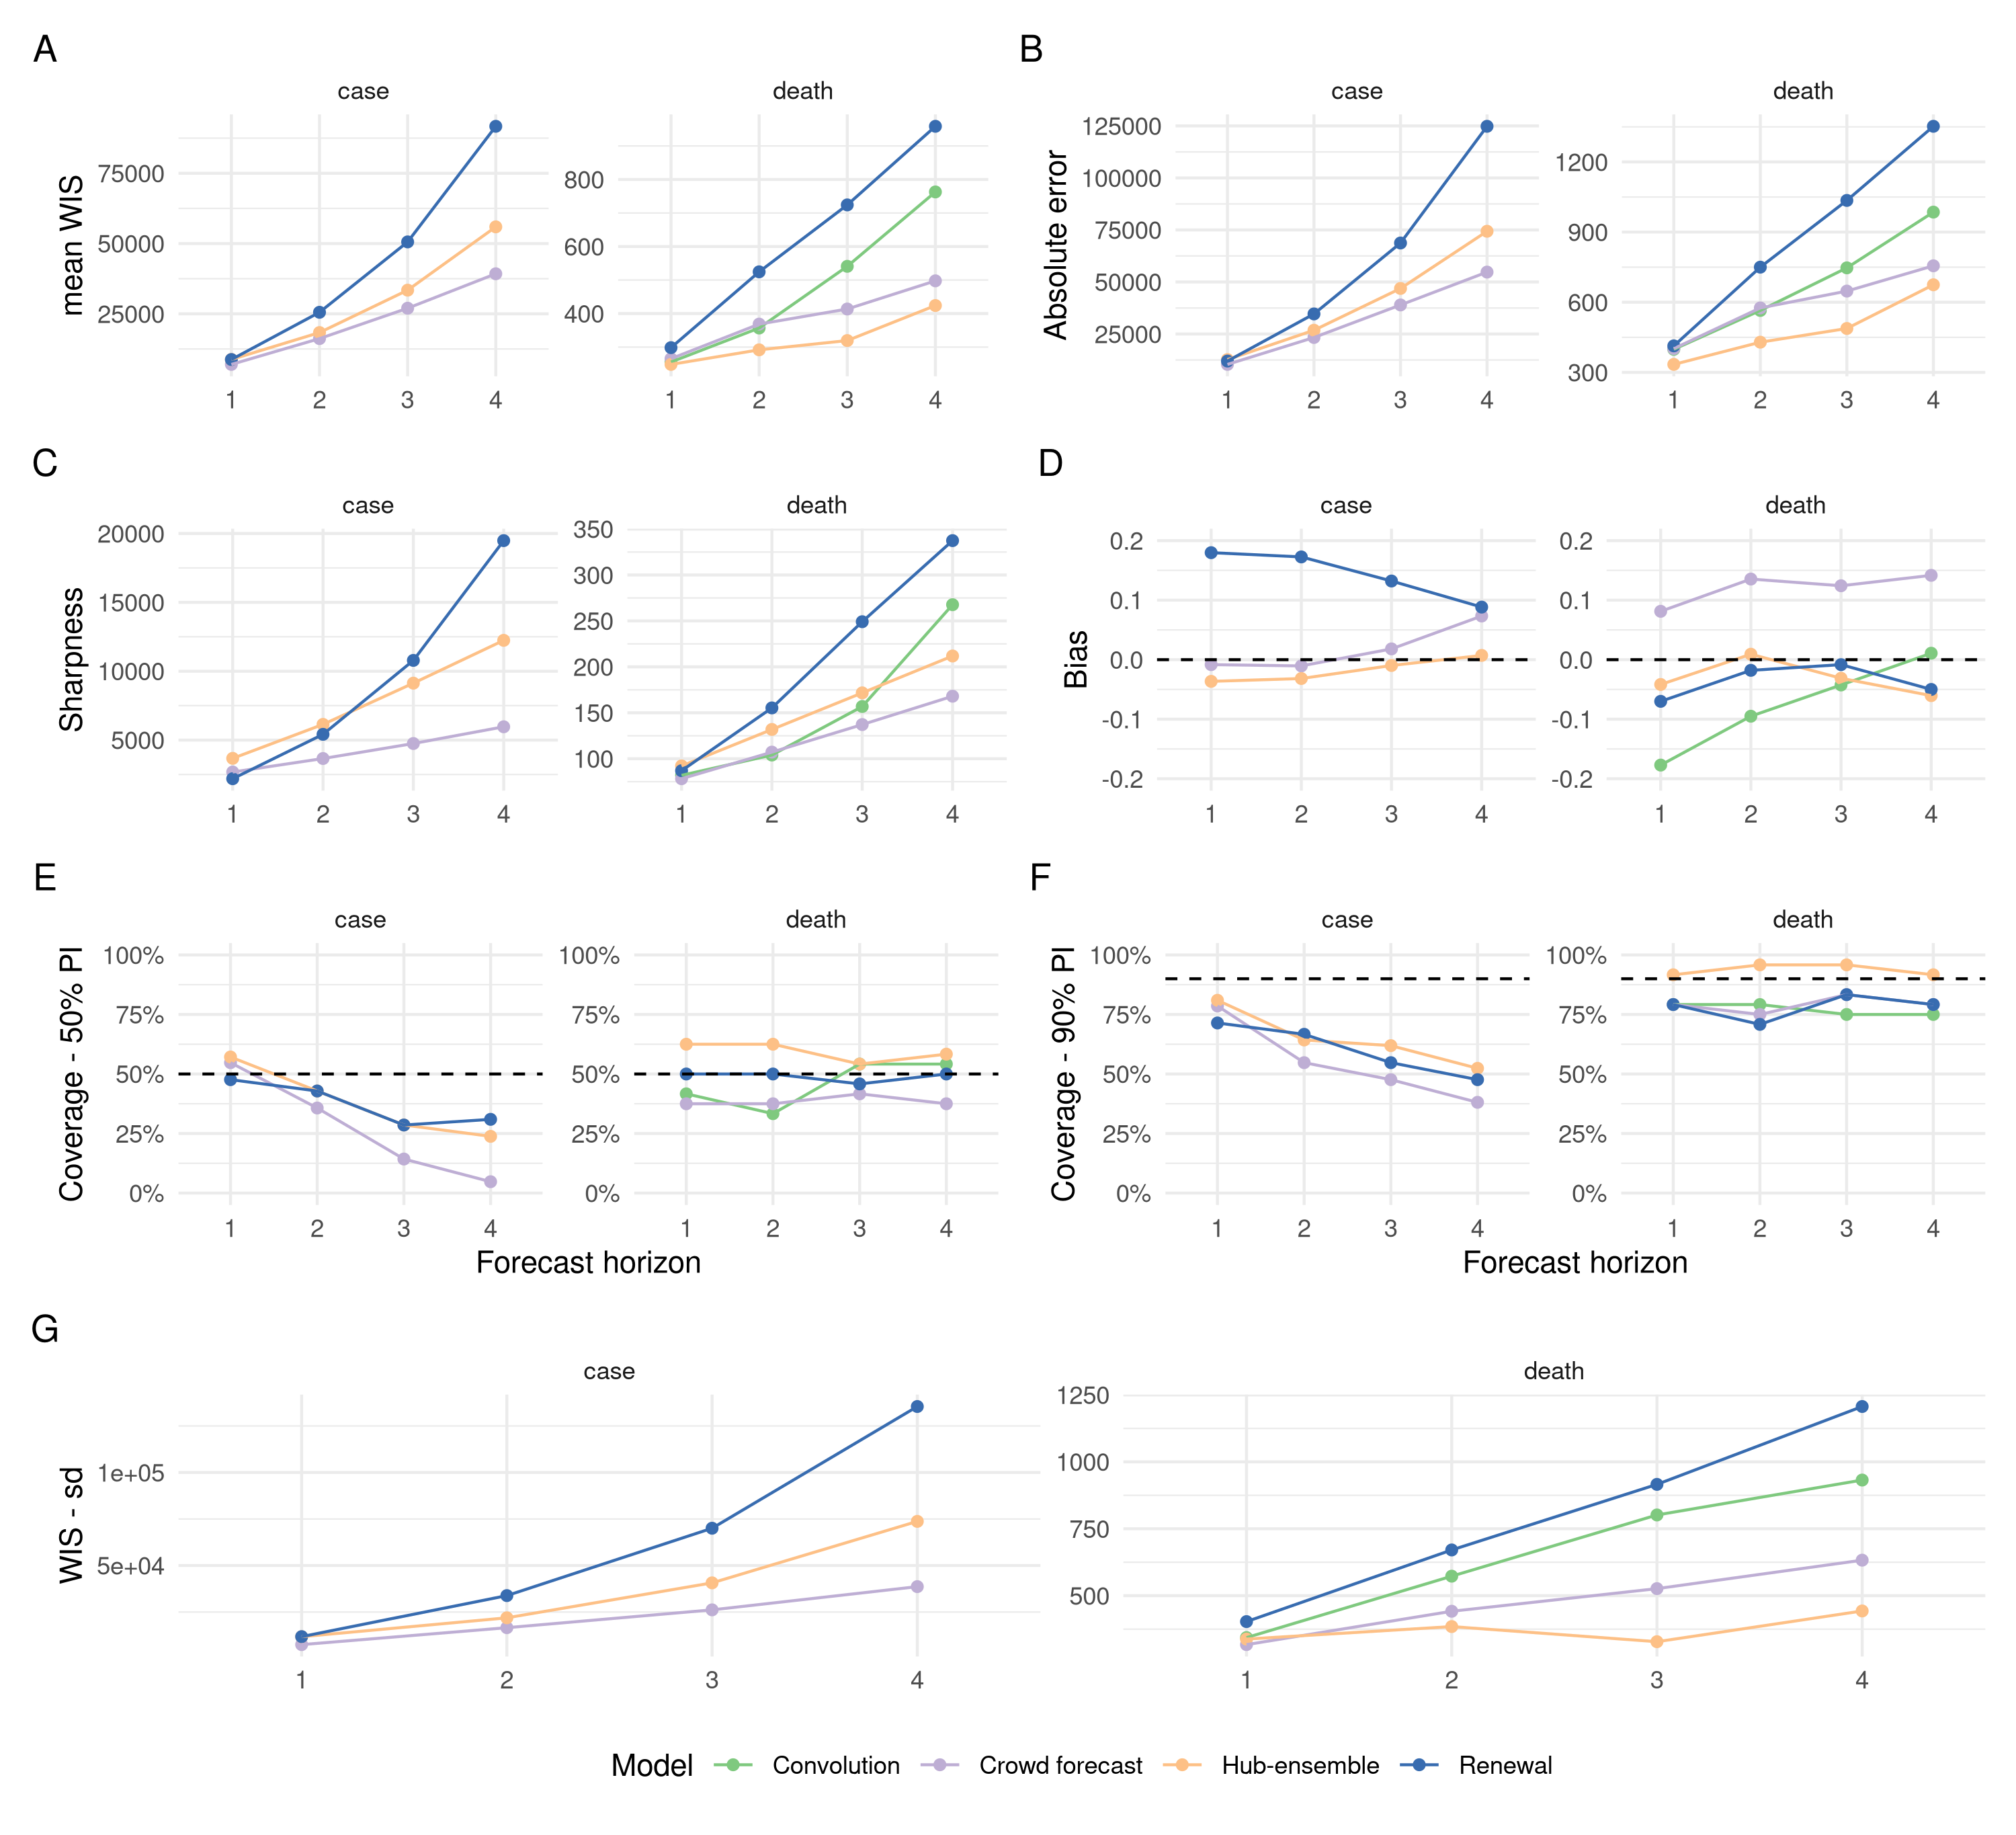 A
B
case
death
case
death
mean WIS
75000
50000
25000
800
600
400
Absolute error
125000
100000
75000
50000
25000
1200
900
600
300
1 2 3 4
1 2 3 4
1 2 3 4
1 2 3 4
C
D
case
death
case
death
Sharpness
20000
15000
10000
5000
350
300
250
200
150
100
Bias
0.2
0.1
0.0
-0.1
-0.2
0.2
0.1
0.0
-0.1
-0.2
1 2 3 4
1 2 3 4
1 2 3 4
1 2 3 4
E
F
case
death
case
death
Coverage - 50% PI
100%
75%
50%
25%
0%
100%
75%
50%
25%
0%
Coverage - 90% PI
100%
75%
50%
25%
0%
100%
75%
50%
25%
0%
1 2 3 4
1 2 3 4
1 2 3 4
1 2 3 4
Forecast horizon
Forecast horizon
G
case
death
WIS - sd
1e+05
5e+04
1250
1000
750
500
1 2 3 4
1 2 3 4
Model Convolution Crowd forecast Hub-ensemble Renewal